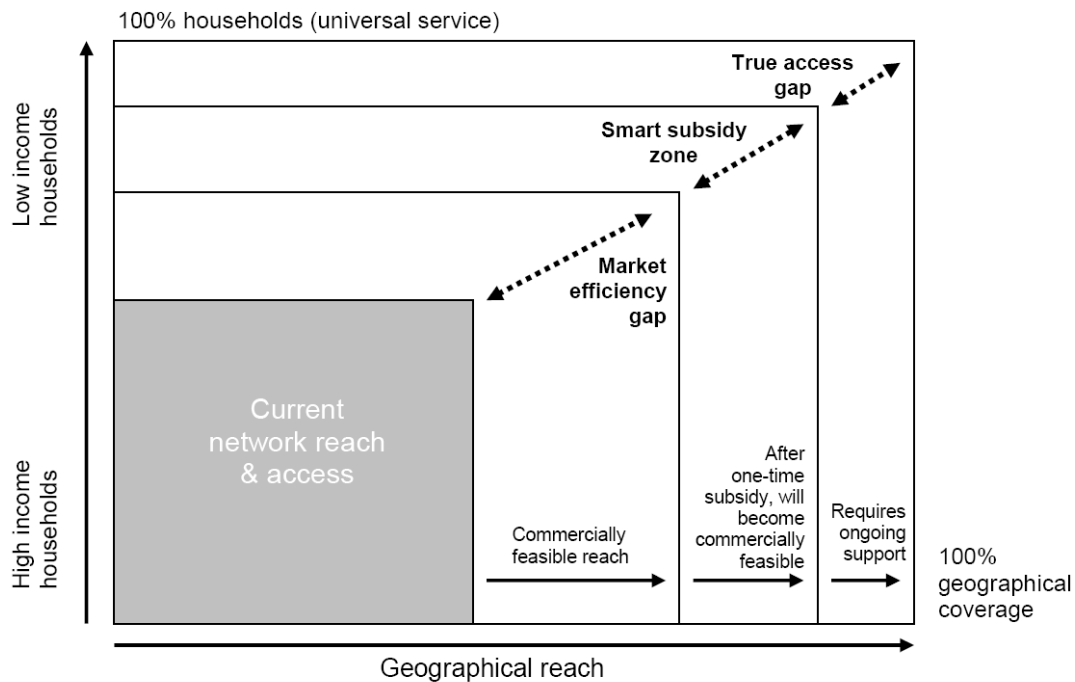 100% households (universal service)
True access
gap
Smart subsidy
zone
Low income
households
Market
efficiency
gap
Current
network reach
& access
High income
households
Commercially
feasible reach
After
one-time
subsidy, will
become
commercially
feasible
Requires
ongoing
support
100%
geographical
coverage
Geographical reach